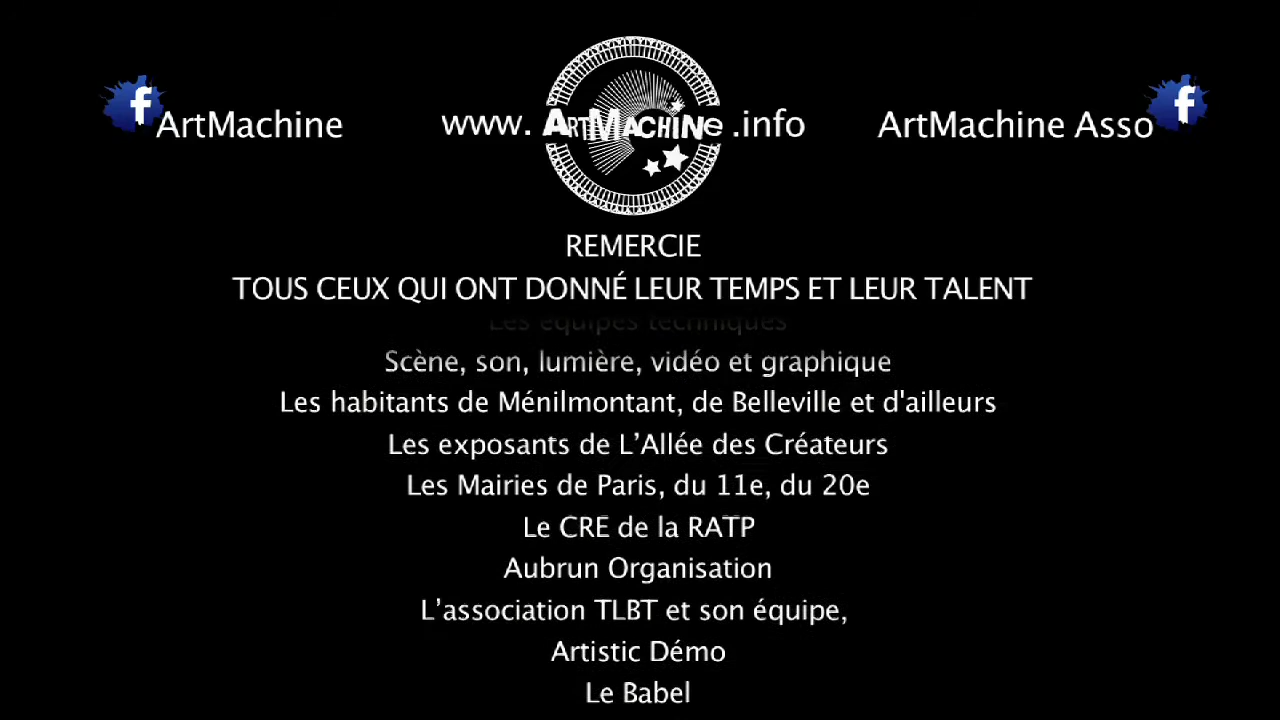 ArtMachine www. ARTMACHINe .info ArtMachine Asso
REMERCIE
TOUS CEUX QUI ONT DONNÉ LEUR TEMPS ET LEUR TALENT
Les équipes techniques
Scène, son, lumière, vidéo et graphique
Les habitants de Ménilmontant, de Belleville et d'ailleurs
Les exposants de L’Allée des Créateurs
Les Mairies de Paris, du 11e, du 20e
Le CRE de la RATP
Aubrun Organisation
L’association TLBT et son équipe,
Artistic Démo
Le Babel